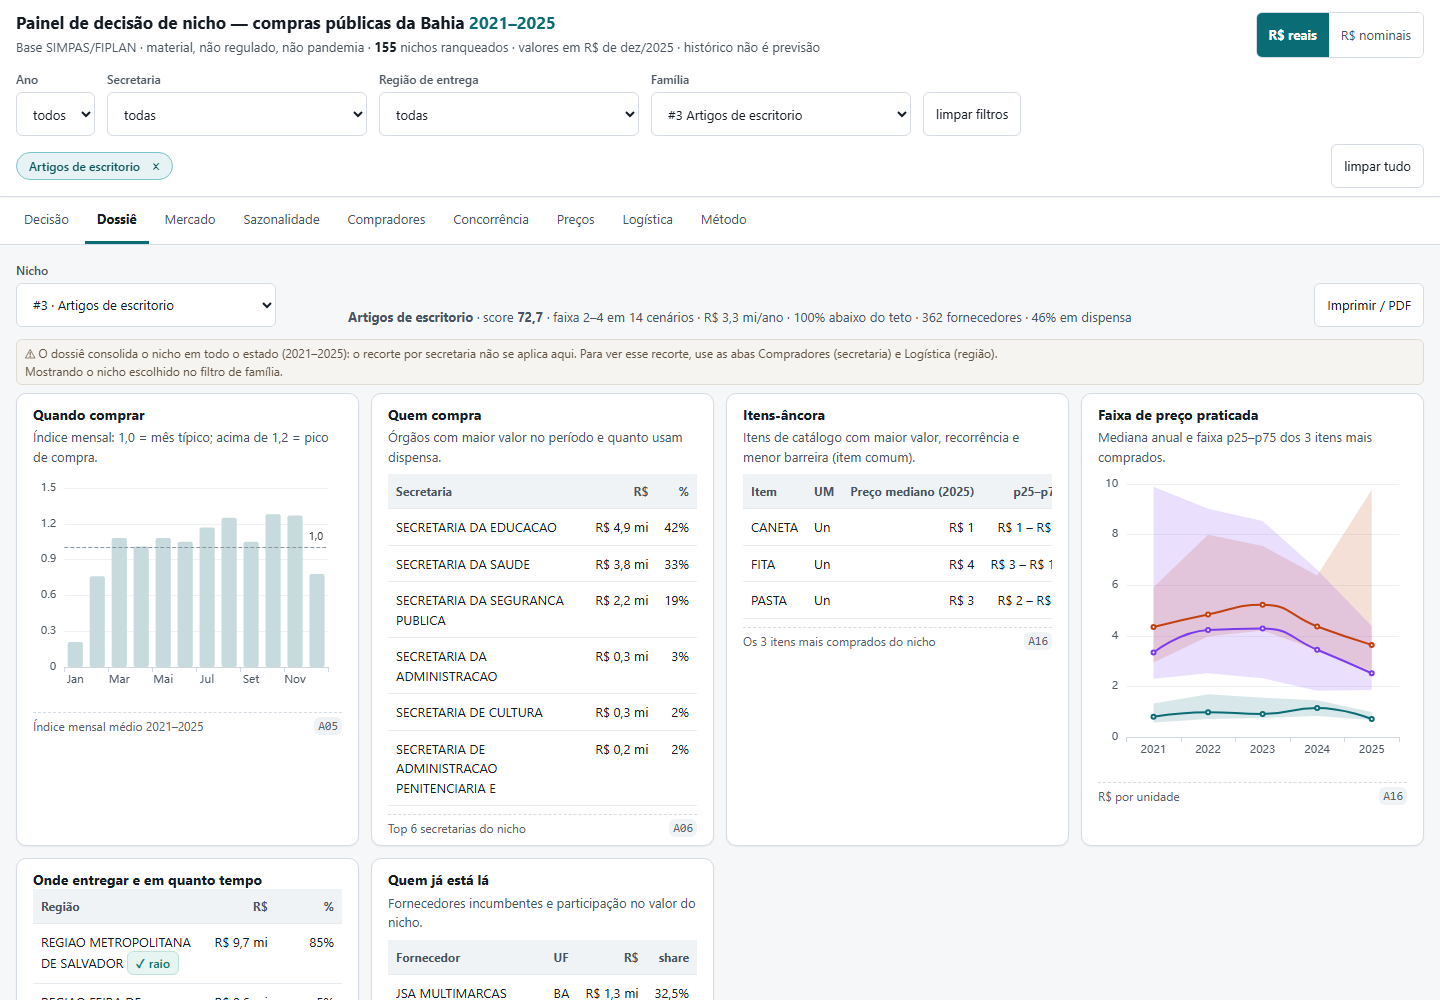 Painel de decisão de nicho — compras públicas da Bahia 2021–2025
Base SIMPAS/FIPLAN · material, não regulado, não pandemia · 155 nichos ranqueados · valores em R$ de dez/2025 · histórico não é previsão
R$ reais
R$ nominais
Ano
Secretaria
Região de entrega
Família
todos
todas
todas
#3 Artigos de escritorio
limpar filtros
Artigos de escritorio ×
limpar tudo
Decisão
Dossiê
Mercado
Sazonalidade
Compradores
Concorrência
Preços
Logística
Método
Nicho
#3 · Artigos de escritorio
Artigos de escritorio · score 72,7 · faixa 2–4 em 14 cenários · R$ 3,3 mi/ano · 100% abaixo do teto · 362 fornecedores · 46% em dispensa
Imprimir / PDF
⚠ O dossiê consolida o nicho em todo o estado (2021–2025): o recorte por secretaria não se aplica aqui. Para ver esse recorte, use as abas Compradores (secretaria) e Logística (região).
Mostrando o nicho escolhido no filtro de família.
Quando comprar
Índice mensal: 1,0 = mês típico; acima de 1,2 = pico
de compra.
1.5
1.2
1,0
0.9
0.6
0.3
0
Jan Mar Mai Jul Set Nov
Índice mensal médio 2021–2025
A05
Quem compra
Órgãos com maior valor no período e quanto usam
dispensa.
Secretaria R$ %
SECRETARIA DA EDUCACAO R$ 4,9 mi 42%
SECRETARIA DA SAUDE R$ 3,8 mi 33%
SECRETARIA DA SEGURANCA R$ 2,2 mi 19%
PUBLICA
SECRETARIA DA R$ 0,3 mi 3%
ADMINISTRACAO
SECRETARIA DE CULTURA R$ 0,3 mi 2%
SECRETARIA DE R$ 0,2 mi 2%
ADMINISTRACAO
PENITENCIARIA E
Top 6 secretarias do nicho
A06
Itens-âncora
Itens de catálogo com maior valor, recorrência e
menor barreira (item comum).
Item UM Preço mediano (2025) p25–p7
CANETA Un R$ 1 R$ 1 – R$
FITA Un R$ 4 R$ 3 – R$ 1
PASTA Un R$ 3 R$ 2 – R$
Os 3 itens mais comprados do nicho
A16
Faixa de preço praticada
Mediana anual e faixa p25–p75 dos 3 itens mais
comprados.
10
8
6
4
2
0
2021 2022 2023 2024 2025
R$ por unidade
A16
Onde entregar e em quanto tempo
Região R$ %
REGIAO METROPOLITANA R$ 9,7 mi 85%
DE SALVADOR ✓ raio
Quem já está lá
Fornecedores incumbentes e participação no valor do
nicho.
Fornecedor UF R$ share
JSA MULTIMARCAS BA R$ 1,3 mi 32,5%